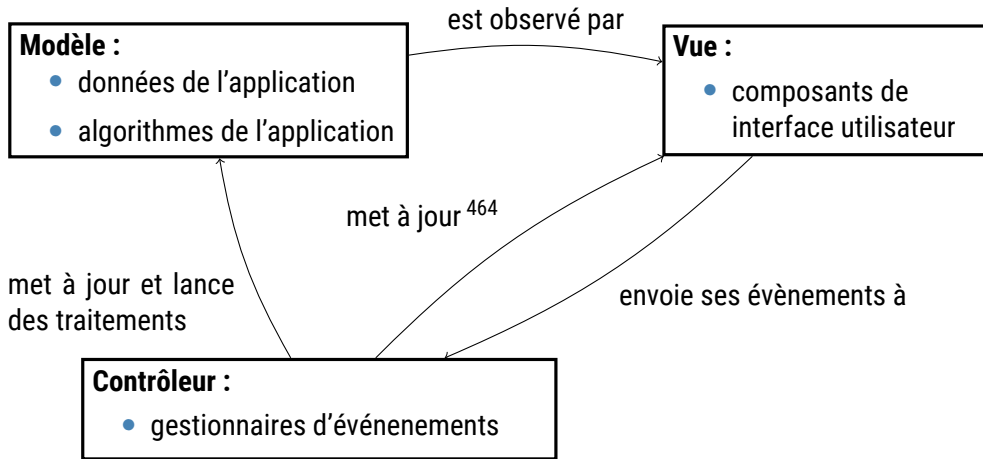 est observé par
Modèle :
• données de l'application
• algorithmes de l'application
Vue :
• composants de
interface utilisateur
met à jour 464
met à jour et lance
des traitements
envoie ses évènements à
Contrôleur :
• gestionnaires d'événenements